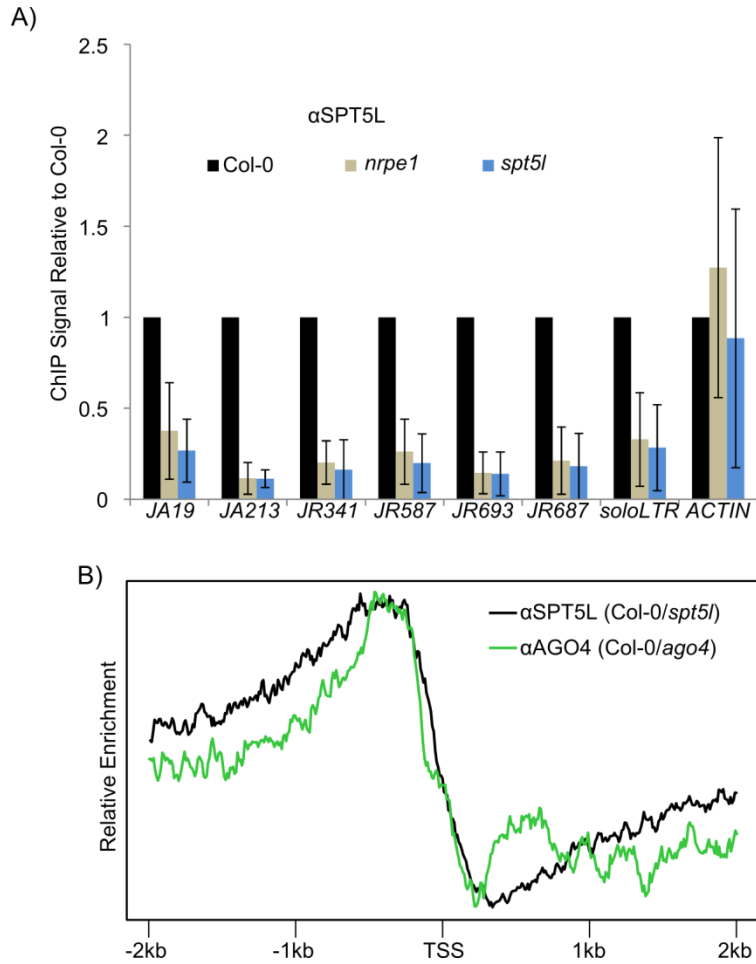 A)
αSPT5L
Col-0 nrpe1 spt5l
ChIP Signal Relative to Col-0
2.5
2
1.5
1
0.5
0
JA19 JA213 JR341 JR587 JR693 JR687 soloLTR ACTIN
B)
αSPT5L (Col-0/spt5l)
αAGO4 (Col-0/ago4)
Relative Enrichment
-2kb -1kb TSS 1kb 2kb